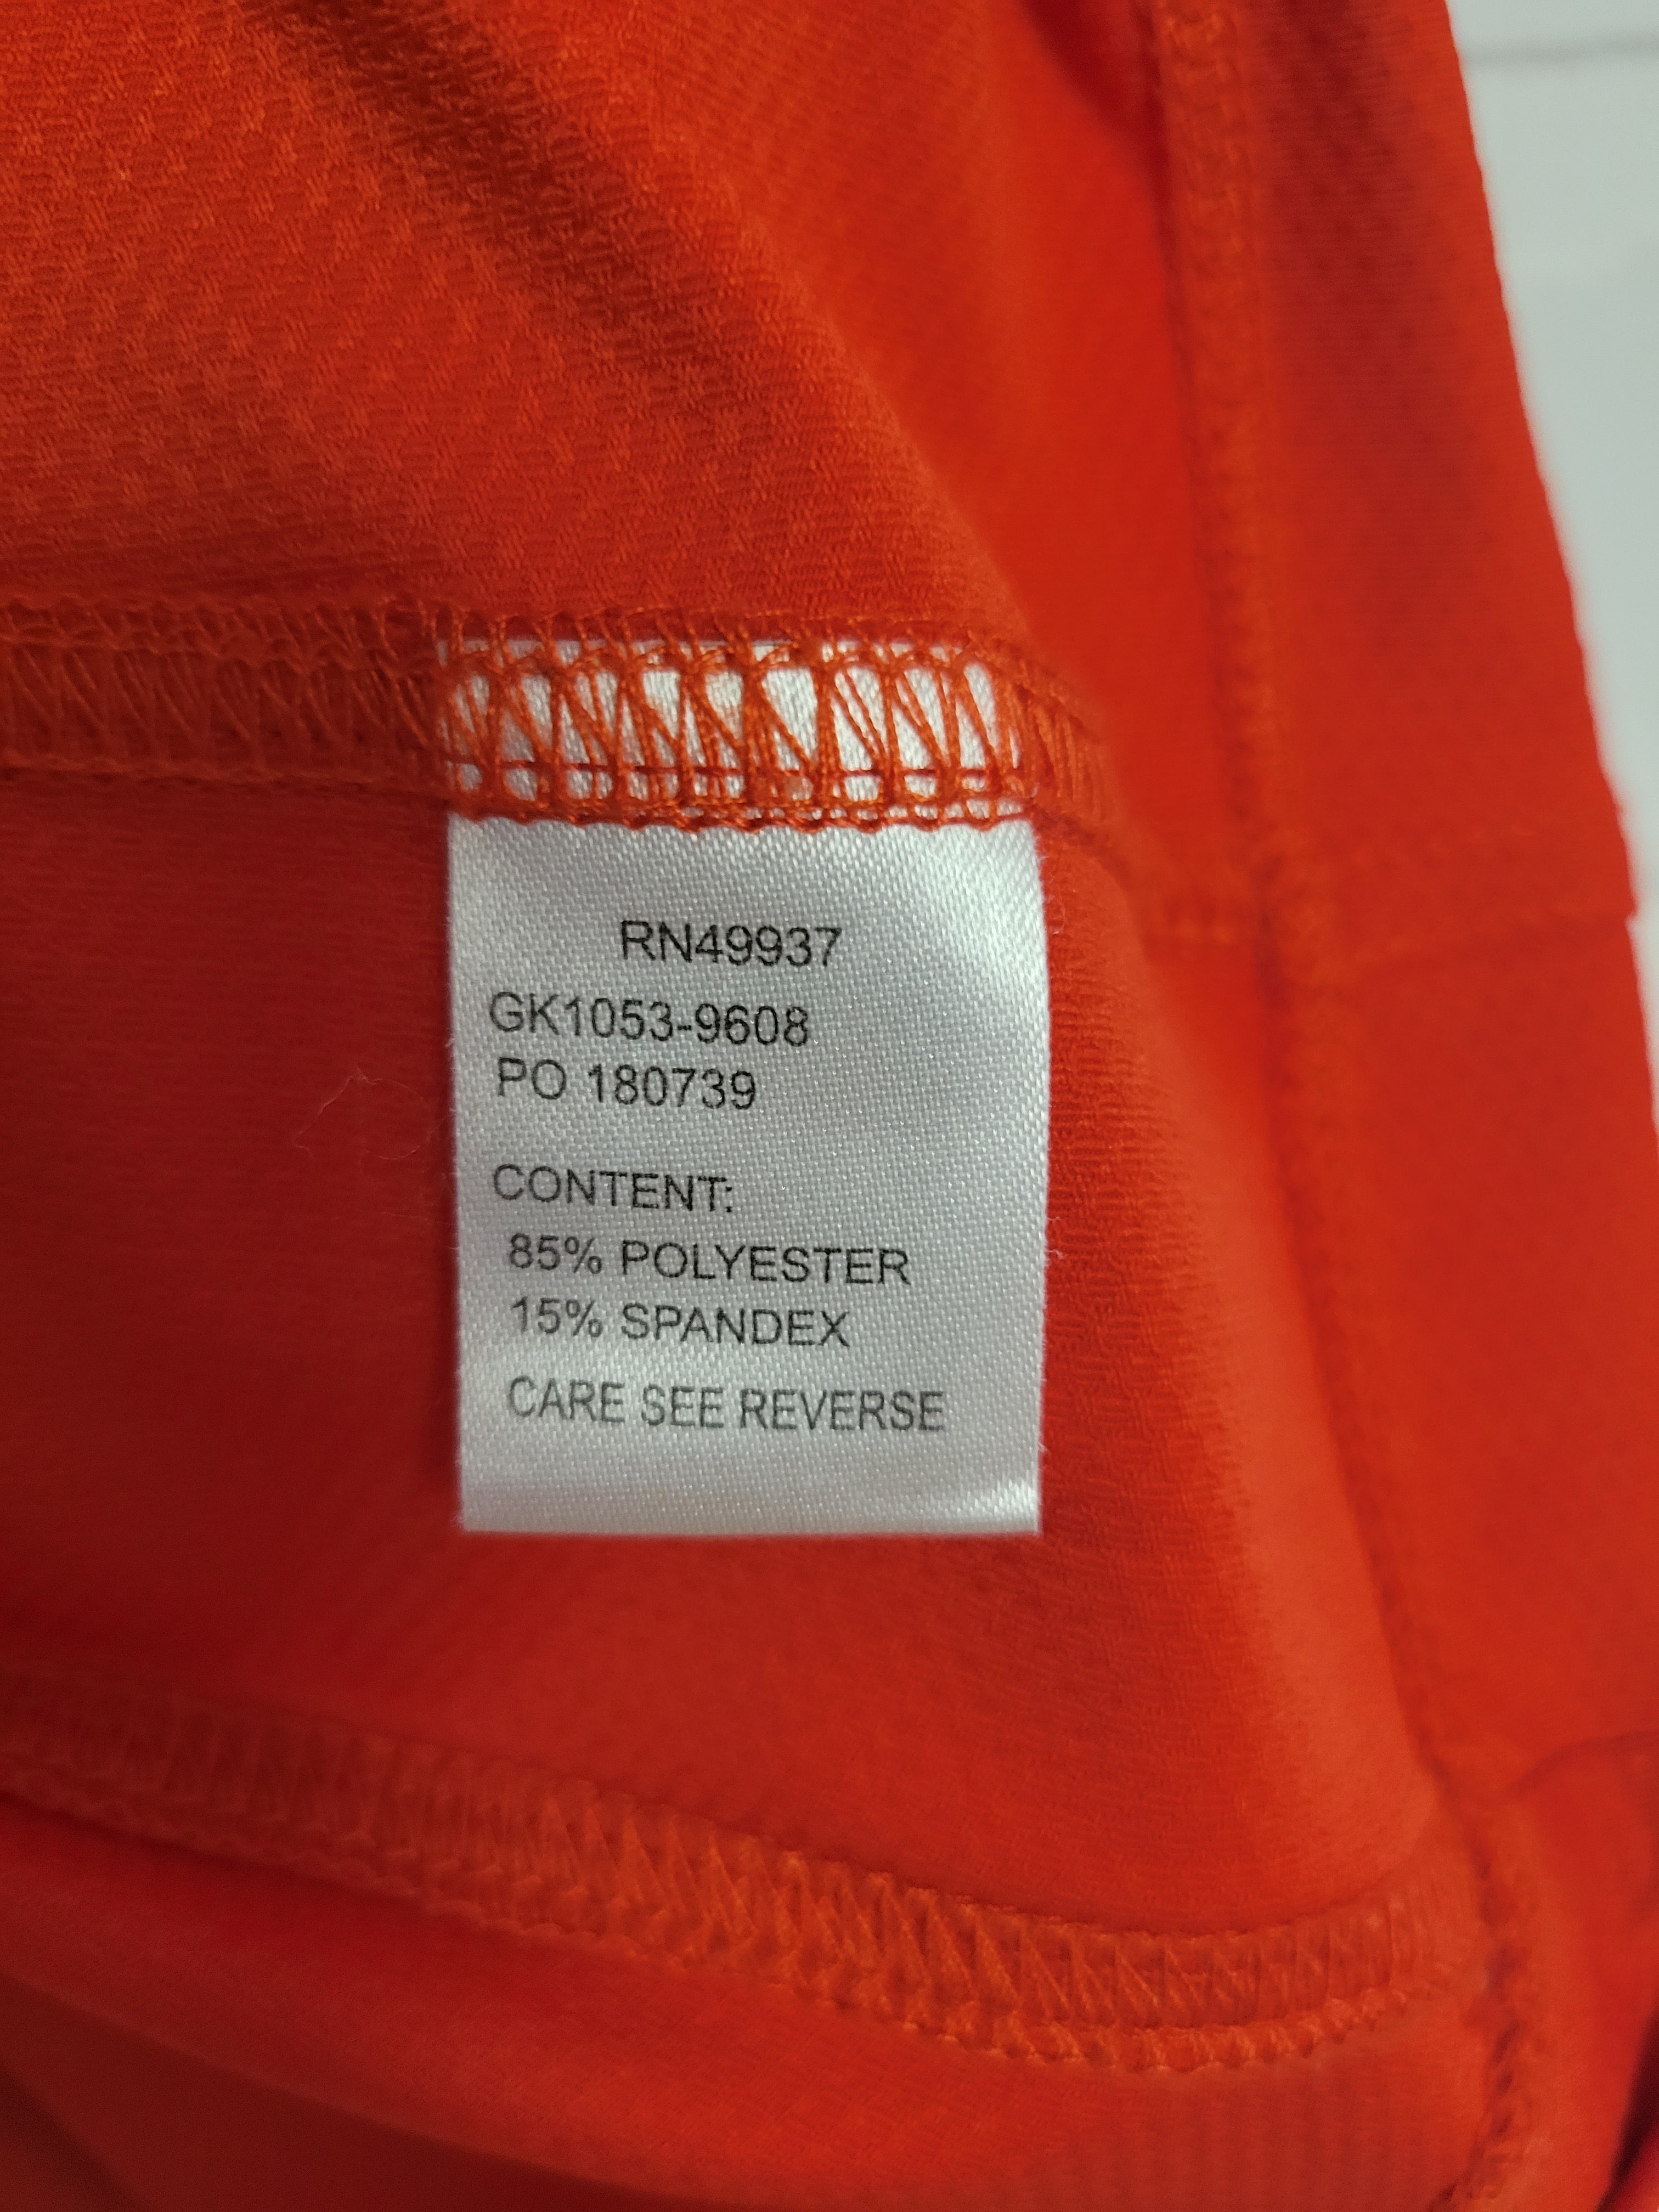 RN49937
GK1053-9608
PO 180739
CONTENT:
85% POLYESTER
15% SPANDEX
CARE SEE REVERSE